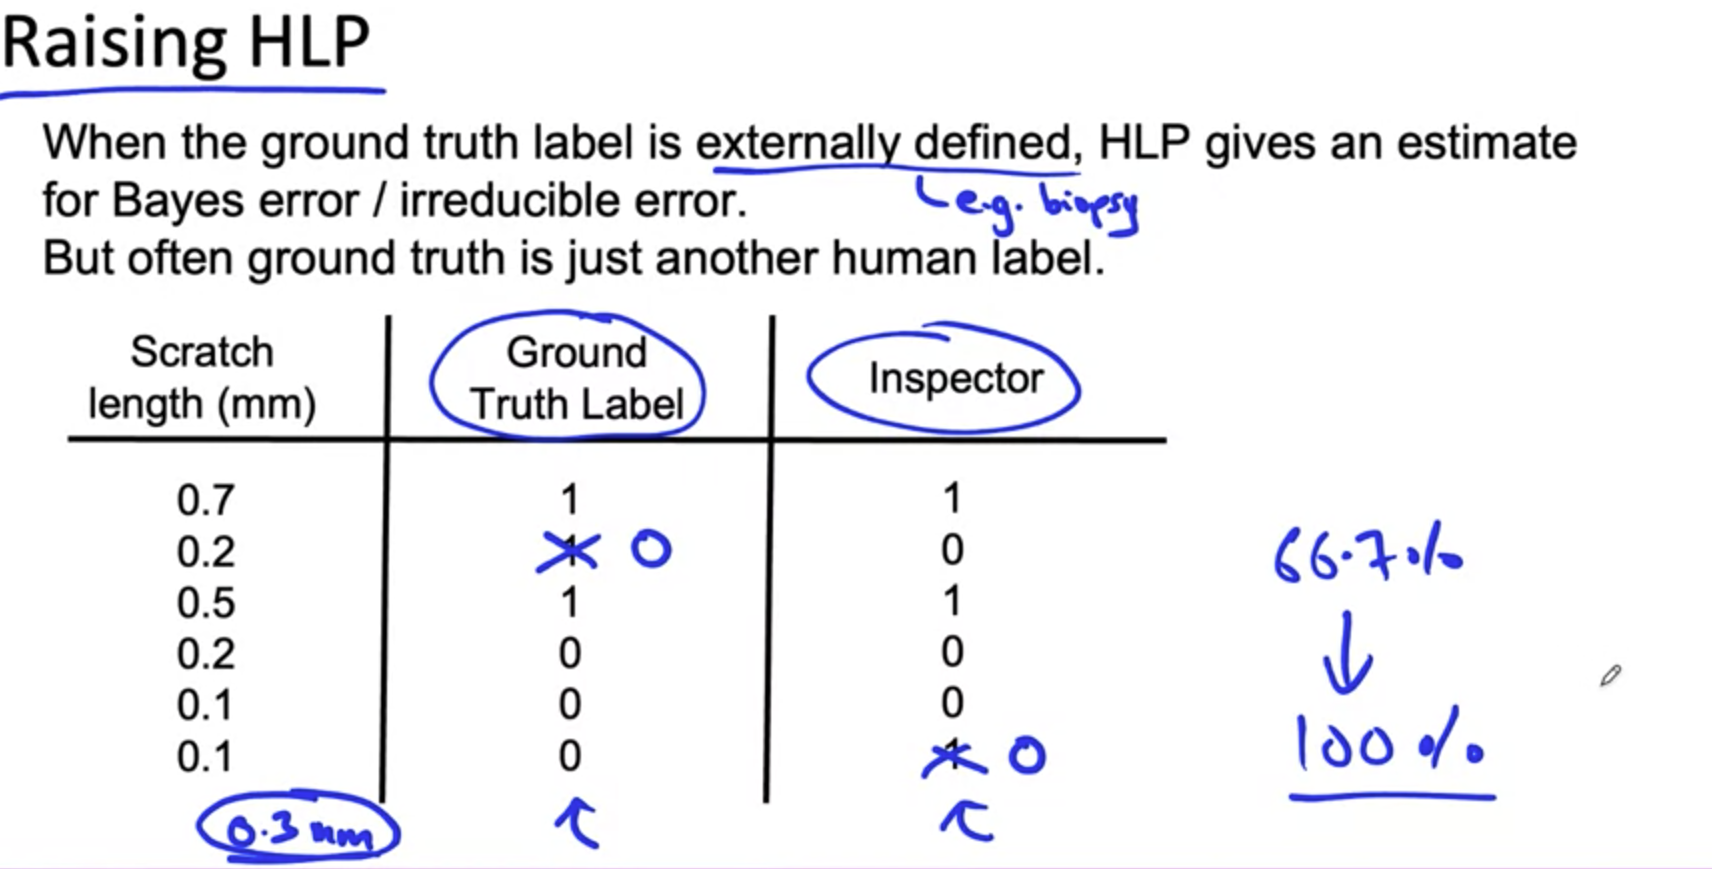 Raising HLP
When the ground truth label is externally defined, HLP gives an estimate
for Bayes error / irreducible error.
e.g. biopsy
But often ground truth is just another human label.
Scratch length (mm) Ground Truth Label Inspector
0.7 1 1
0.2 1 0 0
0.5 1 1
0.2 0 0
0.1 0 0
0.1 0 1 0
0.3 mm
66.7%
100%